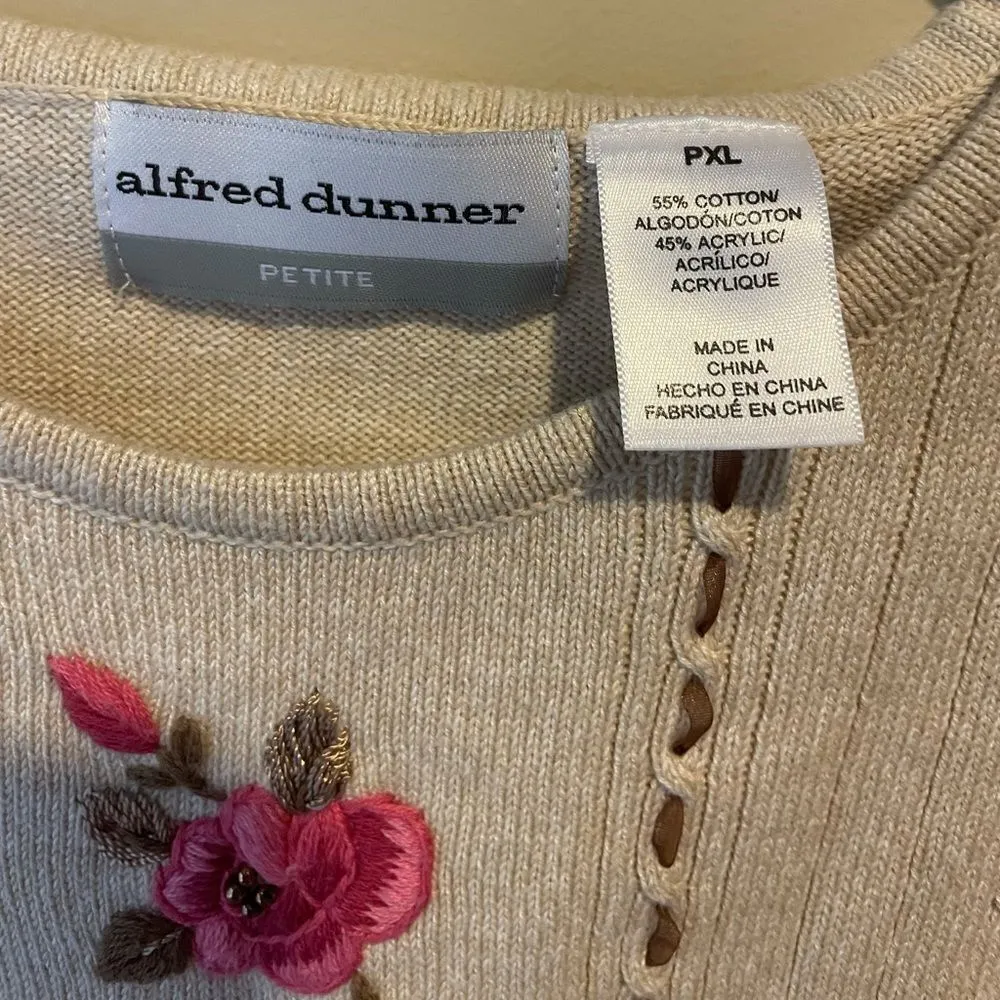 alfred dunner
PETITE
PXL
55% COTTON/
ALGODÓN/COTON
45% ACRYLIC/
ACRÍLICO/
ACRYLIQUE
MADE IN
CHINA
HECHO EN CHINA
FABRIQUÉ EN CHINE